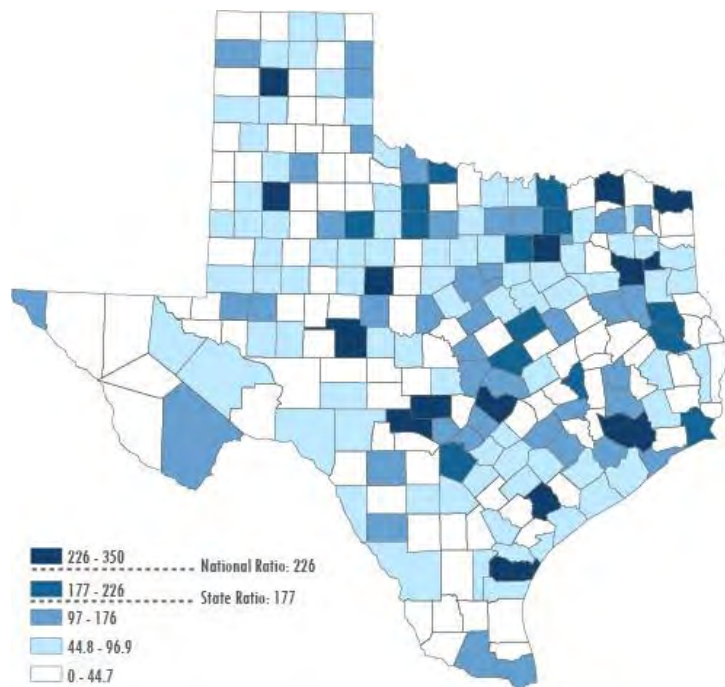 226 - 350
National Ratio: 226
177 - 226
State Ratio: 177
97 - 176
44.8 - 96.9
0 - 44.7